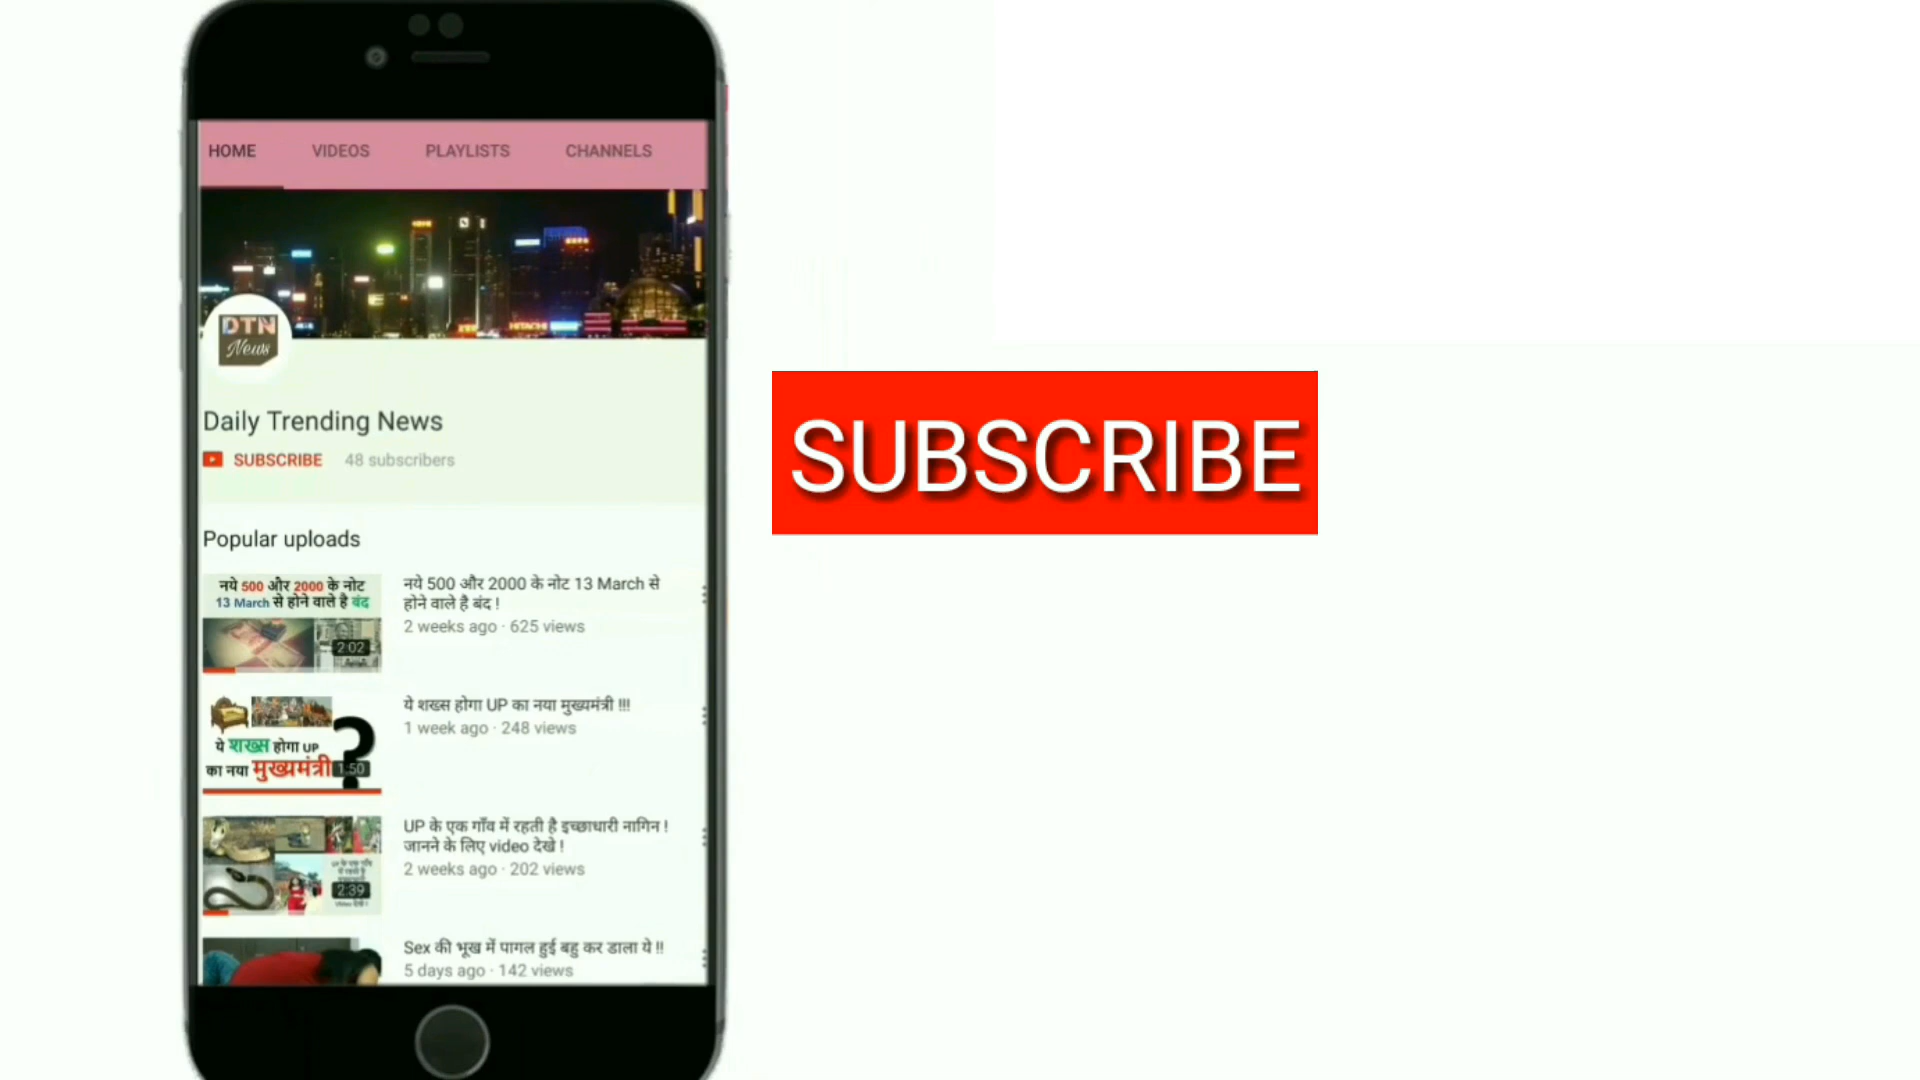 HOME VIDEOS PLAYLISTS CHANNELS
HITACHI
DTN
News
Daily Trending News
SUBSCRIBE 48 subscribers
SUBSCRIBE
Popular uploads
नये 500 और 2000 के नोट
13 March से होने वाले है बंद
2:02
नये 500 और 2000 के नोट 13 March से
होने वाले है बंद !
2 weeks ago · 625 views
ये शख्स होगा UP
का नया मुख्यमंत्री ?
1:50
ये शख्स होगा UP का नया मुख्यमंत्री !!!
1 week ago · 248 views
2:39
UP के एक गाँव में रहती है इच्छाधारी नागिन !
जानने के लिए video देखे !
2 weeks ago · 202 views
Sex की भूख में पागल हुई बहु कर डाला ये !!
5 days ago · 142 views